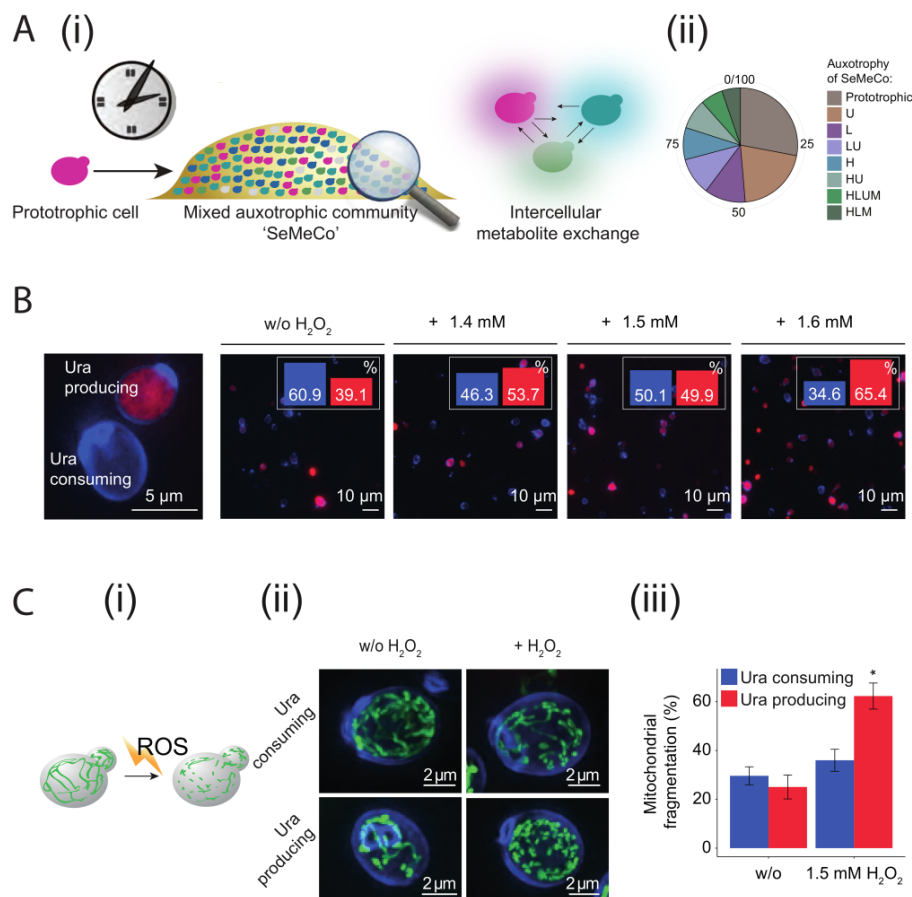 A (i) (ii)
0/100
25
50
75
Auxotrophy
of SeMeCo:
Prototrophic
U
L
LU
H
HU
HLUM
HLM
Prototrophic cell
Mixed auxotrophic community
'SeMeCo'
Intercellular
metabolite exchange
B
w/o H₂O₂
+ 1.4 mM
+ 1.5 mM
+ 1.6 mM
Ura
producing
Ura
consuming
5 µm
%
60.9 39.1
10 µm
%
46.3 53.7
10 µm
%
50.1 49.9
10 µm
%
34.6 65.4
10 µm
C (i) (ii) (iii)
ROS
w/o H₂O₂
+ H₂O₂
Ura
consuming
2 µm
2 µm
Ura
producing
2 µm
2 µm
Ura consuming
Ura producing
*
Mitochondrial
fragmentation (%)
60
40
20
0
w/o
1.5 mM H₂O₂